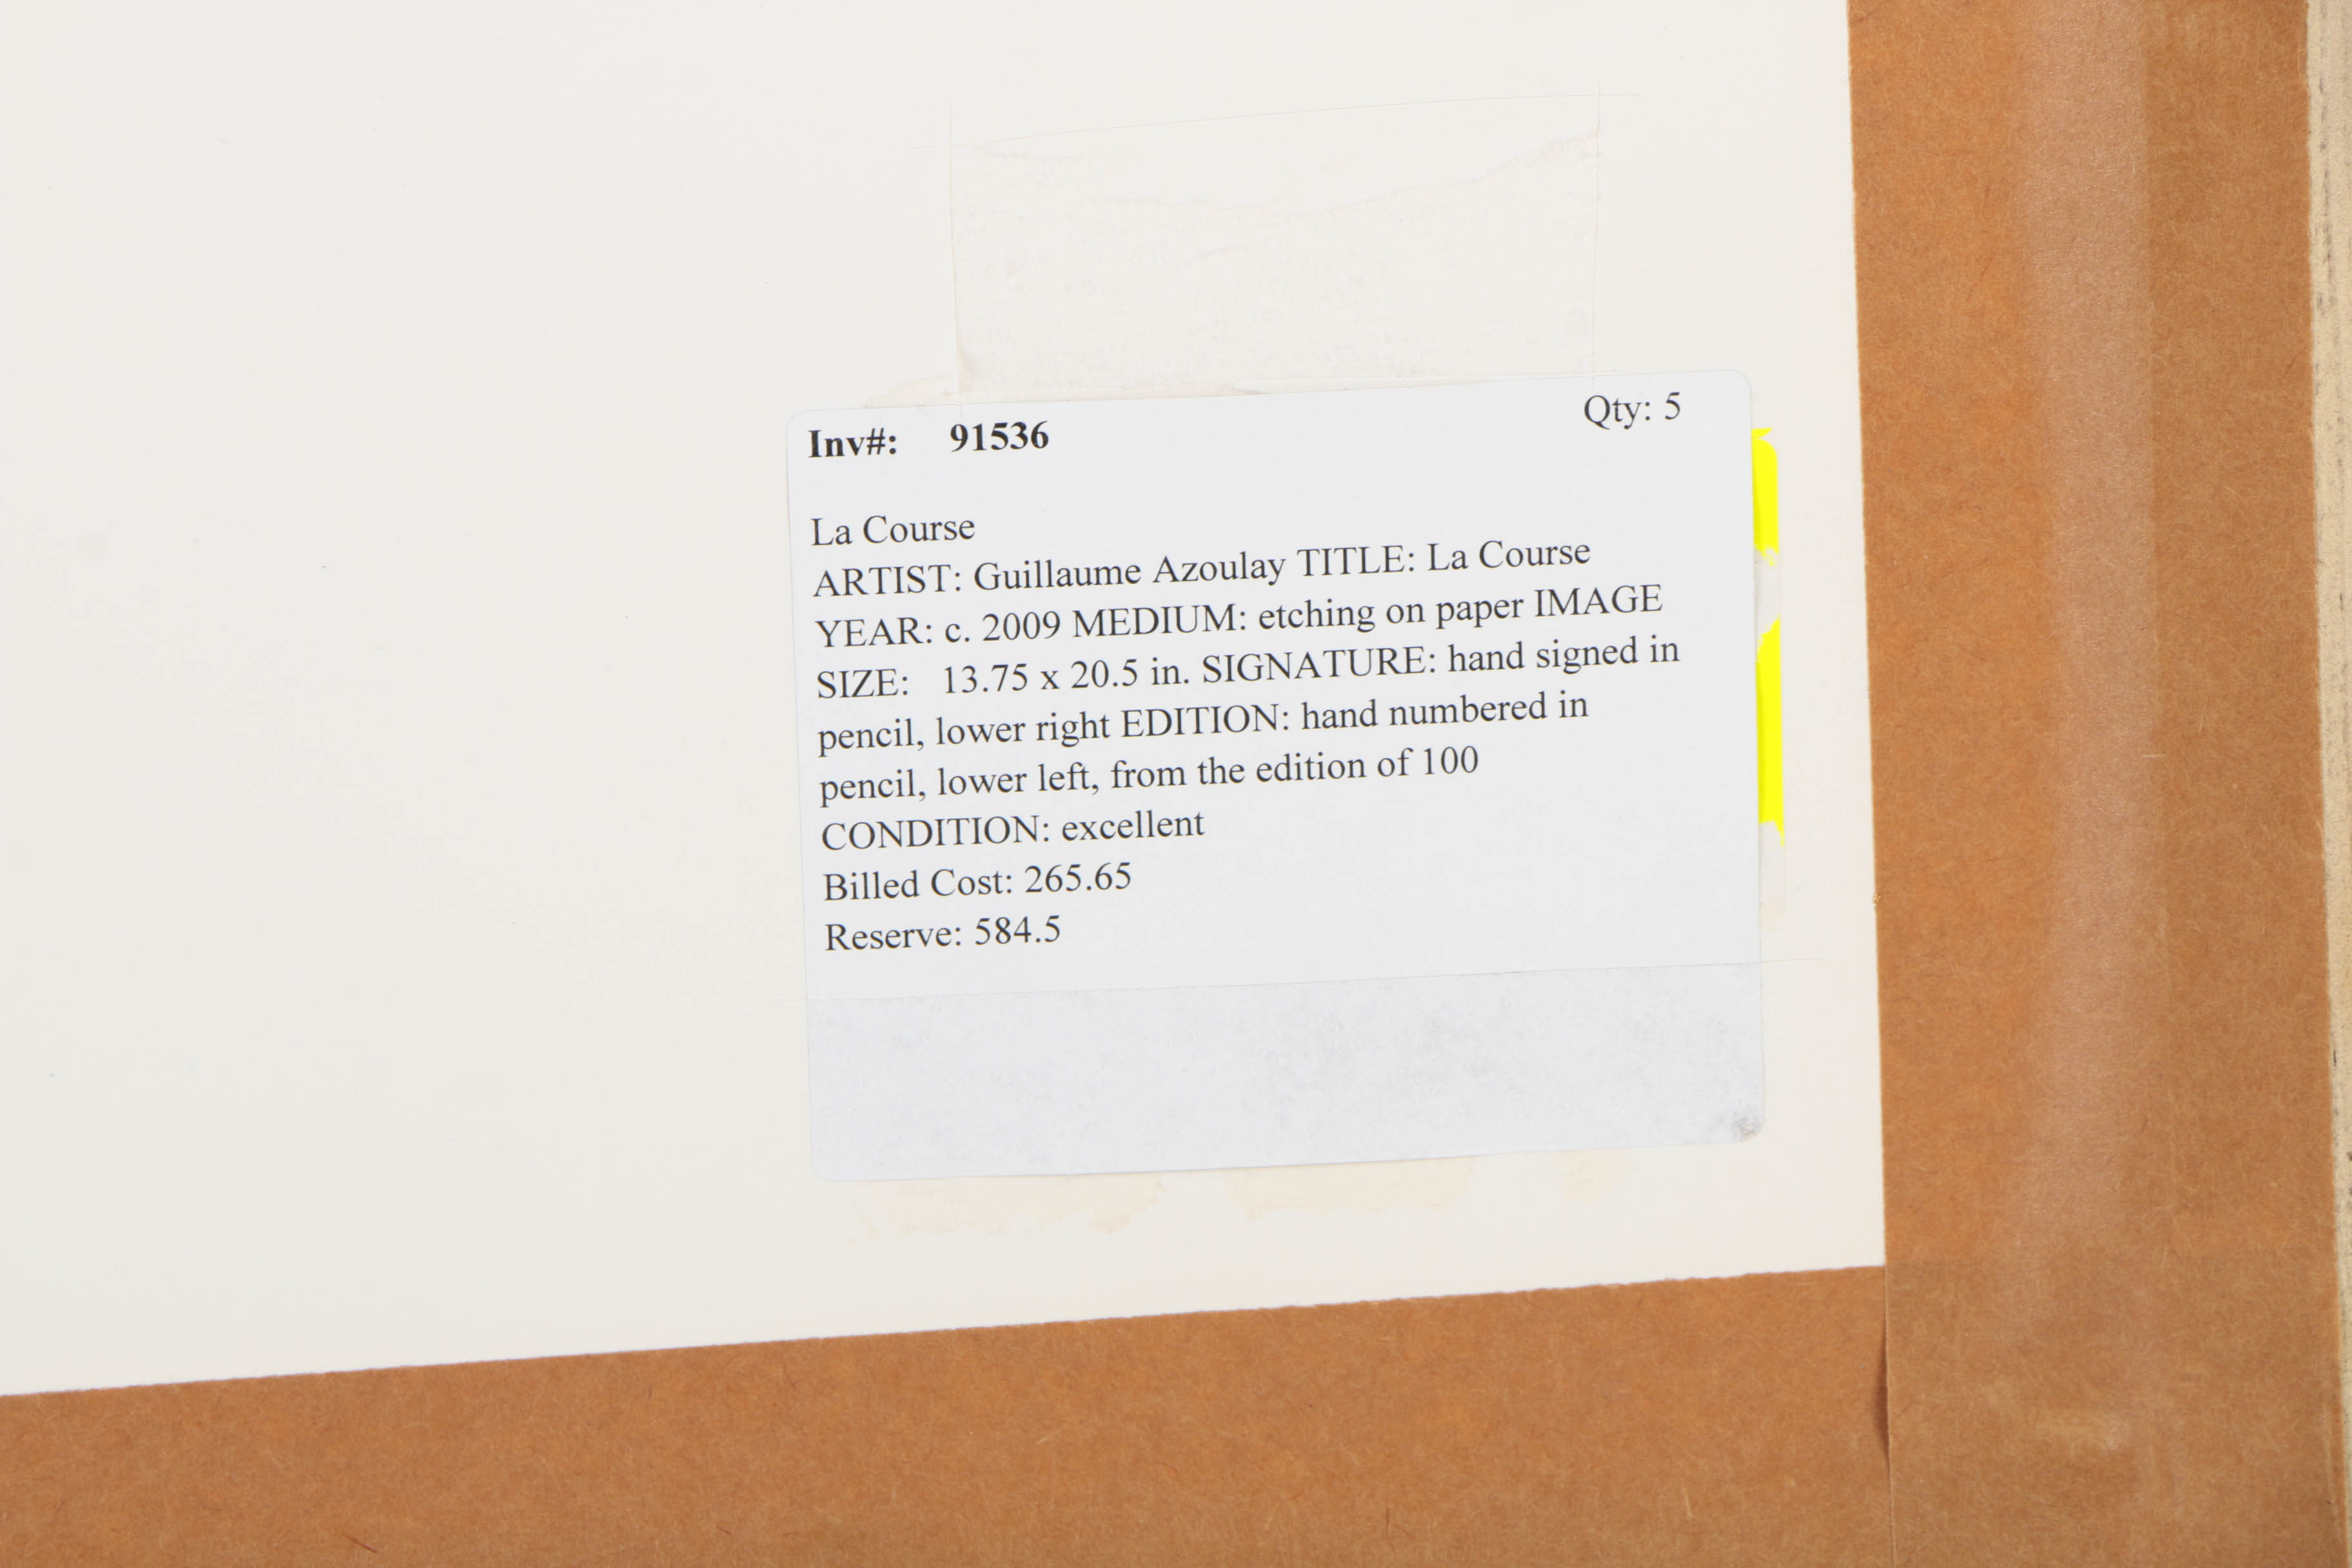 Inv#: 91536 Qty: 5
La Course
ARTIST: Guillaume Azoulay TITLE: La Course
YEAR: c. 2009 MEDIUM: etching on paper IMAGE
SIZE: 13.75 x 20.5 in. SIGNATURE: hand signed in
pencil, lower right EDITION: hand numbered in
pencil, lower left, from the edition of 100
CONDITION: excellent
Billed Cost: 265.65
Reserve: 584.5